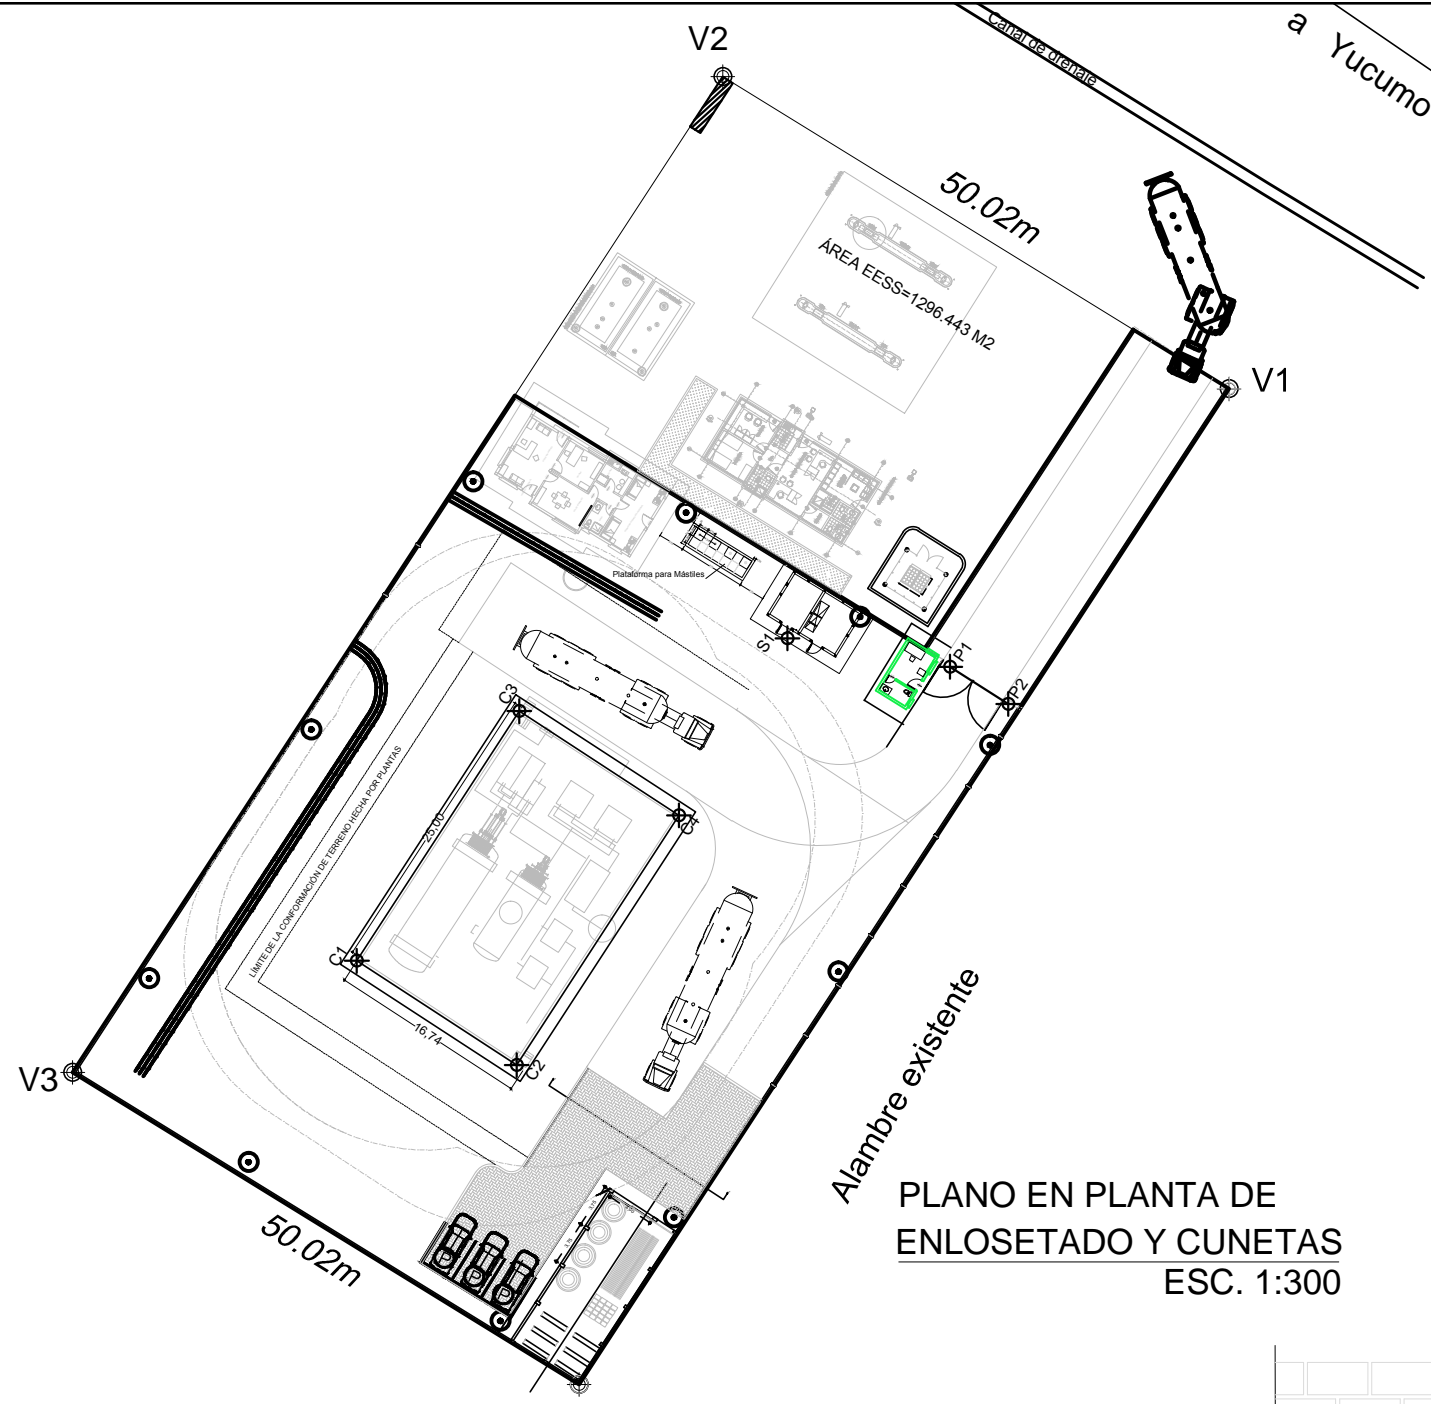 V2
Canal de drenaje
a Yucumo
50.02m
ÁREA EESS=1296.443 M2
V1
Plataforma para Mástiles
S1
P1
P2
C3
C4
25,00
LÍMITE DE LA CONFORMACIÓN DE TERRENO HECHA POR PLANTAS
C1
16,74
C2
V3
Alambre existente
50.02m
P
P
P
PLANO EN PLANTA DE
ENLOSETADO Y CUNETAS
ESC. 1:300